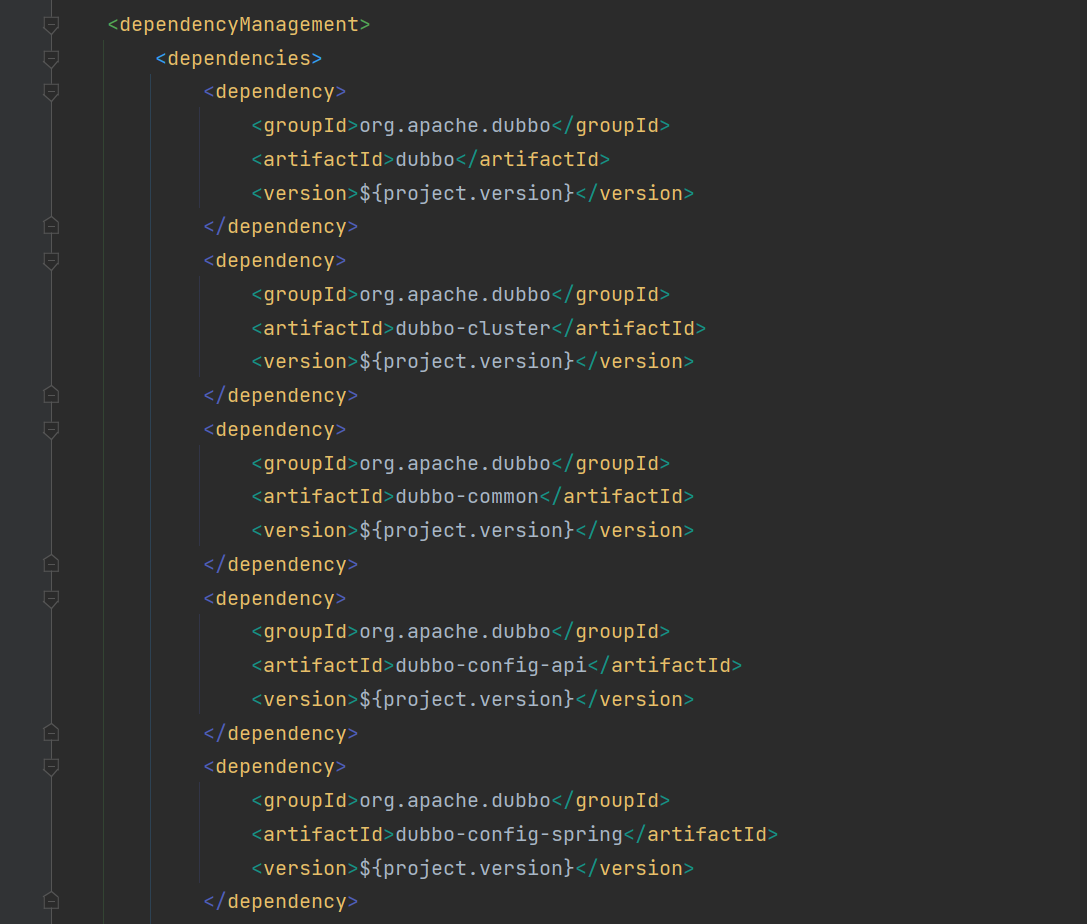 <dependencyManagement>
<dependencies>
<dependency>
<groupId>org.apache.dubbo</groupId>
<artifactId>dubbo</artifactId>
<version>${project.version}</version>
</dependency>
<dependency>
<groupId>org.apache.dubbo</groupId>
<artifactId>dubbo-cluster</artifactId>
<version>${project.version}</version>
</dependency>
<dependency>
<groupId>org.apache.dubbo</groupId>
<artifactId>dubbo-common</artifactId>
<version>${project.version}</version>
</dependency>
<dependency>
<groupId>org.apache.dubbo</groupId>
<artifactId>dubbo-config-api</artifactId>
<version>${project.version}</version>
</dependency>
<dependency>
<groupId>org.apache.dubbo</groupId>
<artifactId>dubbo-config-spring</artifactId>
<version>${project.version}</version>
</dependency>